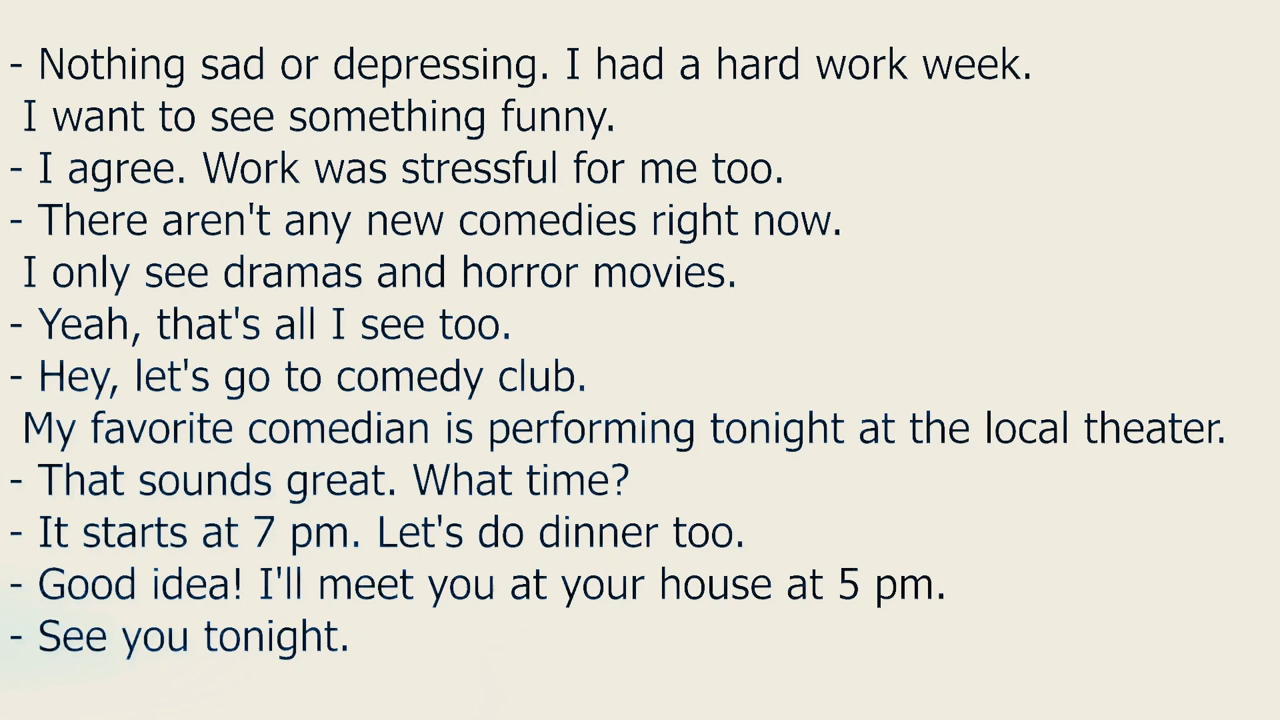 - Nothing sad or depressing. I had a hard work week.
I want to see something funny.
- I agree. Work was stressful for me too.
- There aren't any new comedies right now.
I only see dramas and horror movies.
- Yeah, that's all I see too.
- Hey, let's go to comedy club.
My favorite comedian is performing tonight at the local theater.
- That sounds great. What time?
- It starts at 7 pm. Let's do dinner too.
- Good idea! I'll meet you at your house at 5 pm.
- See you tonight.